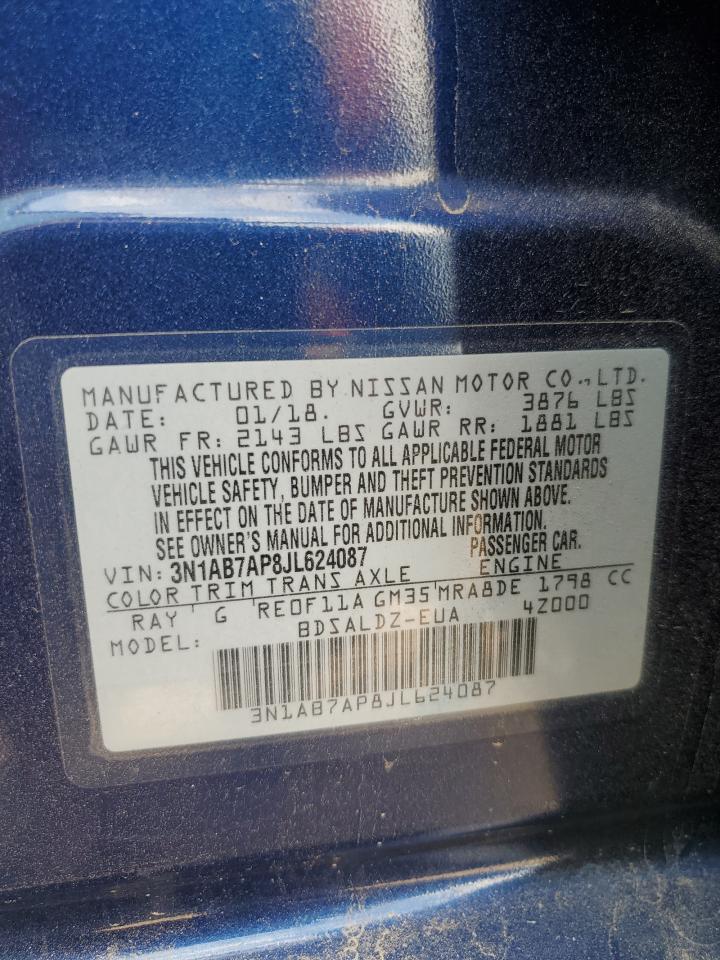 MANUFACTURED BY NISSAN MOTOR CO., LTD.
DATE: 01/18. GVWR: 3876 LBS
GAWR FR: 2143 LBS GAWR RR: 1881 LBS
THIS VEHICLE CONFORMS TO ALL APPLICABLE FEDERAL MOTOR
VEHICLE SAFETY, BUMPER AND THEFT PREVENTION STANDARDS
IN EFFECT ON THE DATE OF MANUFACTURE SHOWN ABOVE.
SEE OWNER'S MANUAL FOR ADDITIONAL INFORMATION.
VIN: 3N1AB7AP8JL624087 PASSENGER CAR.
COLOR TRIM TRANS AXLE ENGINE
RAY G RE0F11A GM35 MRA8DE 1798 CC
MODEL: BDSALDZ-EUA 4Z000
3N1AB7AP8JL624087